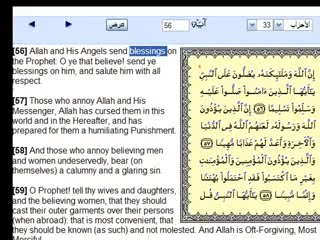 الأحزاب 33 آية 56 عرض
[56] Allah and His Angels send blessings on
the Prophet: O ye that believe! send ye
blessings on him, and salute him with all
respect.
[57] Those who annoy Allah and His
Messenger, Allah has cursed them in this
world and in the Hereafter, and has
prepared for them a humiliating Punishment.
[58] And those who annoy believing men
and women undeservedly, bear (on
themselves) a calumny and a glaring sin.
[59] O Prophet! tell thy wives and daughters,
and the believing women, that they should
cast their outer garments over their persons
(when abroad): that is most convenient, that
they should be known (as such) and not molested. And Allah is Oft-Forgiving, Most
إِنَّ ٱللَّهَ وَمَلَٰٓئِكَتَهُۥ يُصَلُّونَ عَلَى ٱلنَّبِىِّ
يَٰٓأَيُّهَا ٱلَّذِينَ ءَامَنُوا۟ صَلُّوا۟ عَلَيْهِ
وَسَلِّمُوا۟ تَسْلِيمًا ٥٦ إِنَّ ٱلَّذِينَ يُؤْذُونَ
ٱللَّهَ وَرَسُولَهُۥ لَعَنَهُمُ ٱللَّهُ فِى ٱلدُّنْيَا
وَٱلْءَاخِرَةِ وَأَعَدَّ لَهُمْ عَذَابًا مُّهِينًا ٥٧
وَٱلَّذِينَ يُؤْذُونَ ٱلْمُؤْمِنِينَ وَٱلْمُؤْمِنَٰتِ
بِغَيْرِ مَا ٱكْتَسَبُوا۟ فَقَدِ ٱحْتَمَلُوا۟ بُهْتَٰنًا
وَإِثْمًا مُّبِينًا ٥٨ يَٰٓأَيُّهَا ٱلنَّبِىُّ